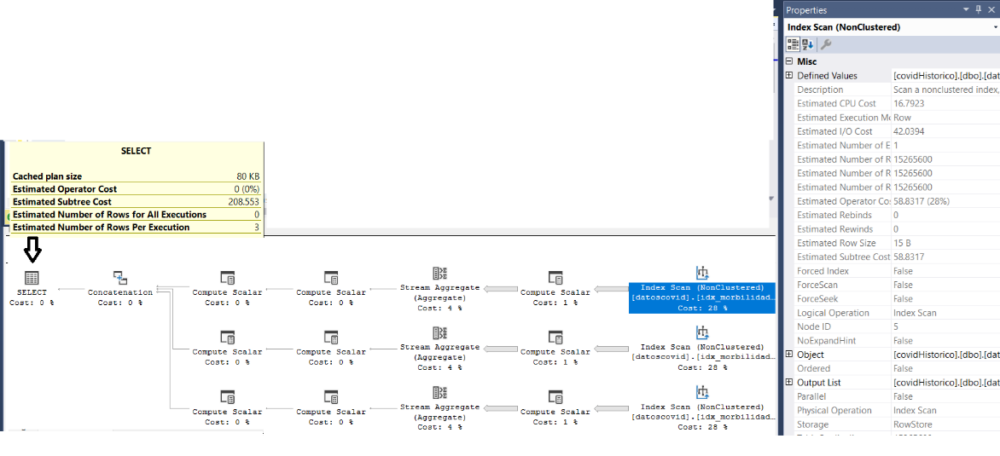 Properties
Index Scan (NonClustered)
Misc
Defined Values [covidHistorico].[dbo].[dat
Description Scan a nonclustered index,
Estimated CPU Cost 16.7923
Estimated Execution Mo Row
Estimated I/O Cost 42.0394
Estimated Number of E 1
Estimated Number of R 15265600
Estimated Number of R 15265600
Estimated Number of R 15265600
Estimated Operator Co 58.8317 (28%)
Estimated Rebinds 0
Estimated Rewinds 0
Estimated Row Size 15 B
Estimated Subtree Cost 58.8317
Forced Index False
ForceScan False
ForceSeek False
Logical Operation Index Scan
Node ID 5
NoExpandHint False
Object [covidHistorico].[dbo].[dat
Ordered False
Output List [covidHistorico].[dbo].[dat
Parallel False
Physical Operation Index Scan
Storage RowStore
SELECT
Cached plan size 80 KB
Estimated Operator Cost 0 (0%)
Estimated Subtree Cost 208.553
Estimated Number of Rows for All Executions 0
Estimated Number of Rows Per Execution 3
SELECT
Cost: 0 %
Concatenation
Cost: 0 %
Compute Scalar
Cost: 0 %
Compute Scalar
Cost: 0 %
Stream Aggregate
(Aggregate)
Cost: 4 %
Compute Scalar
Cost: 1 %
Index Scan (NonClustered)
[datoscovid].[idx_morbilidad…
Cost: 28 %
Compute Scalar
Cost: 0 %
Compute Scalar
Cost: 0 %
Stream Aggregate
(Aggregate)
Cost: 4 %
Compute Scalar
Cost: 1 %
Index Scan (NonClustered)
[datoscovid].[idx_morbilidad…
Cost: 28 %
Compute Scalar
Cost: 0 %
Compute Scalar
Cost: 0 %
Stream Aggregate
(Aggregate)
Cost: 4 %
Compute Scalar
Cost: 1 %
Index Scan (NonClustered)
[datoscovid].[idx_morbilidad…
Cost: 28 %